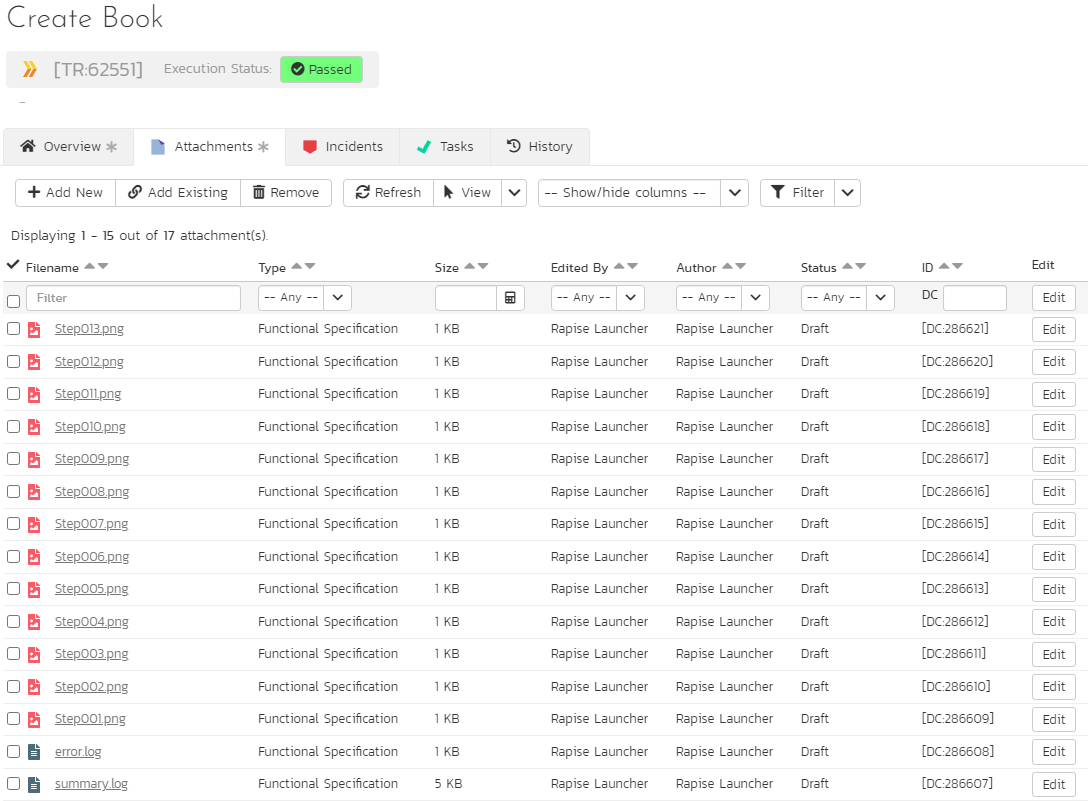 Create Book
[TR:62551] Execution Status: Passed
-
Overview Attachments Incidents Tasks History
Add New Add Existing Remove Refresh View -- Show/hide columns -- Filter
Displaying 1 - 15 out of 17 attachment(s).
Filename Type Size Edited By Author Status ID Edit
Filter -- Any -- -- Any -- -- Any -- -- Any -- DC Edit
Step013.png Functional Specification 1 KB Rapise Launcher Rapise Launcher Draft [DC:286621] Edit
Step012.png Functional Specification 1 KB Rapise Launcher Rapise Launcher Draft [DC:286620] Edit
Step011.png Functional Specification 1 KB Rapise Launcher Rapise Launcher Draft [DC:286619] Edit
Step010.png Functional Specification 1 KB Rapise Launcher Rapise Launcher Draft [DC:286618] Edit
Step009.png Functional Specification 1 KB Rapise Launcher Rapise Launcher Draft [DC:286617] Edit
Step008.png Functional Specification 1 KB Rapise Launcher Rapise Launcher Draft [DC:286616] Edit
Step007.png Functional Specification 1 KB Rapise Launcher Rapise Launcher Draft [DC:286615] Edit
Step006.png Functional Specification 1 KB Rapise Launcher Rapise Launcher Draft [DC:286614] Edit
Step005.png Functional Specification 1 KB Rapise Launcher Rapise Launcher Draft [DC:286613] Edit
Step004.png Functional Specification 1 KB Rapise Launcher Rapise Launcher Draft [DC:286612] Edit
Step003.png Functional Specification 1 KB Rapise Launcher Rapise Launcher Draft [DC:286611] Edit
Step002.png Functional Specification 1 KB Rapise Launcher Rapise Launcher Draft [DC:286610] Edit
Step001.png Functional Specification 1 KB Rapise Launcher Rapise Launcher Draft [DC:286609] Edit
error.log Functional Specification 1 KB Rapise Launcher Rapise Launcher Draft [DC:286608] Edit
summary.log Functional Specification 5 KB Rapise Launcher Rapise Launcher Draft [DC:286607] Edit